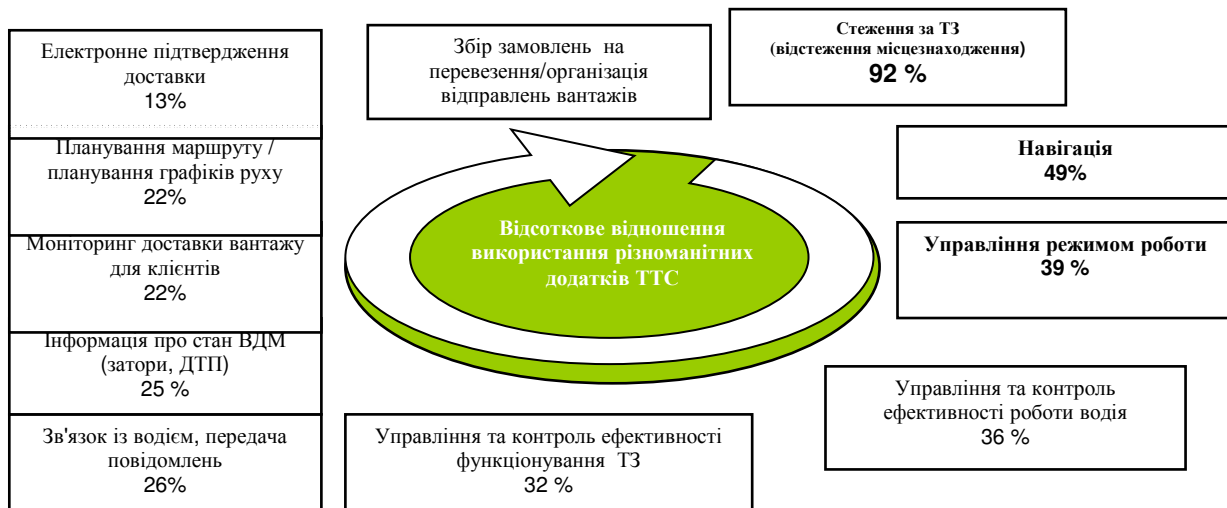 Електронне підтвердження
доставки
13%
Планування маршруту /
планування графіків руху
22%
Моніторинг доставки вантажу
для клієнтів
22%
Інформація про стан ВДМ
(затори, ДТП)
25 %
Зв'язок із водієм, передача
повідомлень
26%
Збір замовлень на
перевезення/організація
відправлень вантажів
Стеження за ТЗ
(відстеження місцезнаходження)
92 %
Навігація
49%
Управління режимом роботи
39 %
Відсоткове відношення
використання різноманітних
додатків ТТС
Управління та контроль
ефективності роботи водія
36 %
Управління та контроль ефективності
функціонування ТЗ
32 %